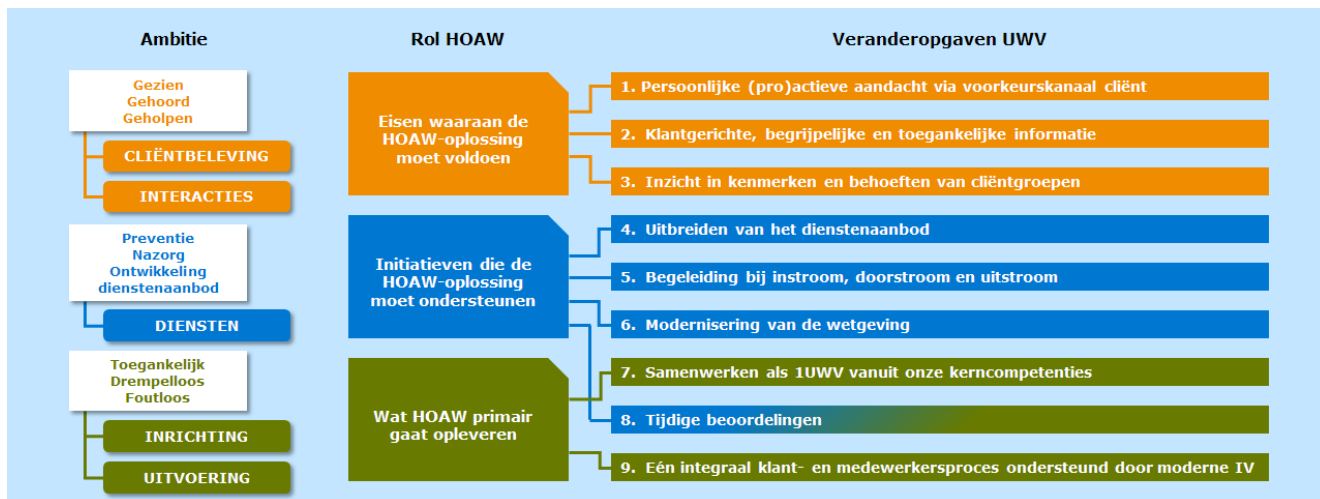 Ambitie
Rol HOAW
Veranderopgaven UWV
Gezien
Gehoord
Geholpen
CLIËNTBELEVING
INTERACTIES
Preventie
Nazorg
Ontwikkeling
dienstenaanbod
DIENSTEN
Toegankelijk
Drempelloos
Foutloos
INRICHTING
UITVOERING
Eisen waaraan de
HOAW-oplossing
moet voldoen
Initiatieven die de
HOAW-oplossing
moet ondersteunen
Wat HOAW primair
gaat opleveren
1. Persoonlijke (pro)actieve aandacht via voorkeurskanaal cliënt
2. Klantgerichte, begrijpelijke en toegankelijke informatie
3. Inzicht in kenmerken en behoeften van cliëntgroepen
4. Uitbreiden van het dienstenaanbod
5. Begeleiding bij instroom, doorstroom en uitstroom
6. Modernisering van de wetgeving
7. Samenwerken als 1UWV vanuit onze kerncompetenties
8. Tijdige beoordelingen
9. Eén integraal klant- en medewerkersproces ondersteund door moderne IV